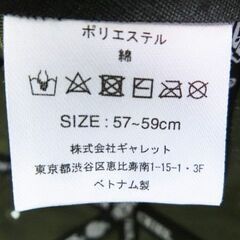 ポリエステル
綿
SIZE : 57~59cm
株式会社ギャレット
東京都渋谷区恵比寿南1-15-1・3F
ベトナム製